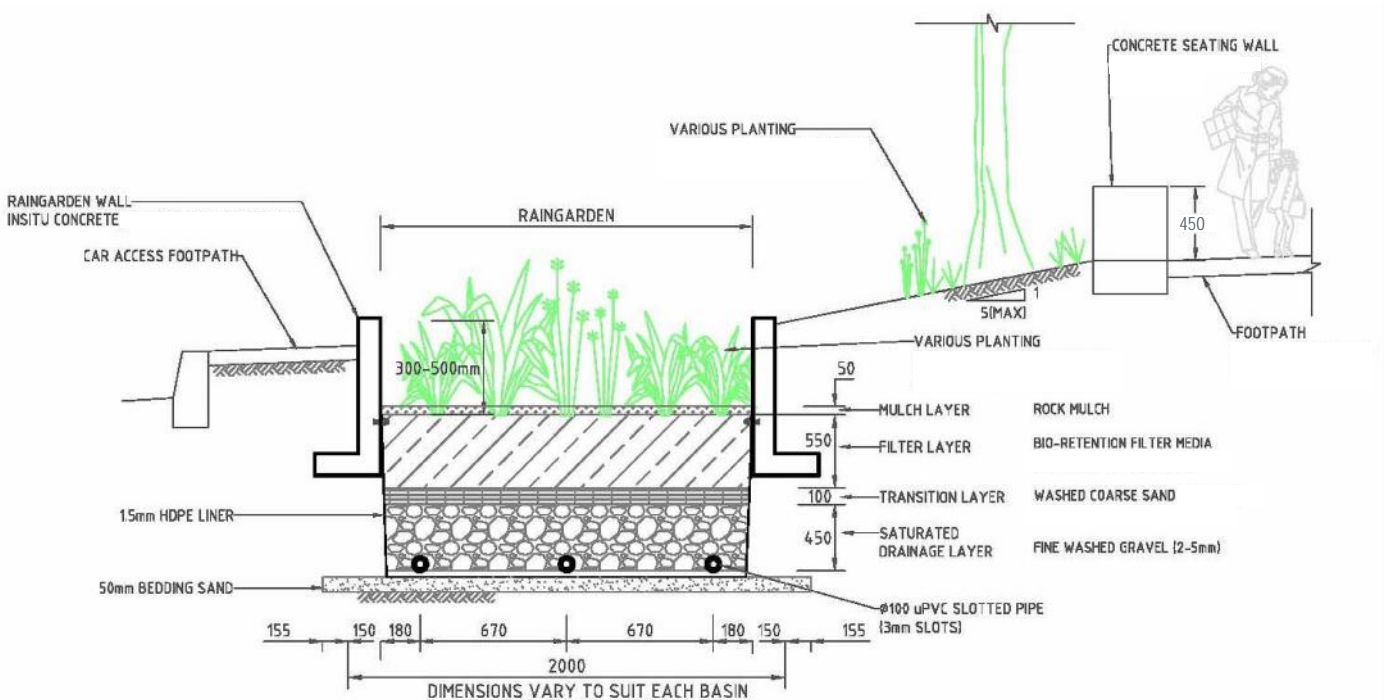 CONCRETE SEATING WALL
VARIOUS PLANTING
RAINGARDEN WALL
INSITU CONCRETE
RAINGARDEN
450
CAR ACCESS FOOTPATH
1
5(MAX)
FOOTPATH
VARIOUS PLANTING
300-500mm
50
MULCH LAYER ROCK MULCH
550
FILTER LAYER BIO-RETENTION FILTER MEDIA
100
TRANSITION LAYER WASHED COARSE SAND
1.5mm HDPE LINER
450
SATURATED
DRAINAGE LAYER
FINE WASHED GRAVEL (2-5mm)
50mm BEDDING SAND
Ø100 uPVC SLOTTED PIPE
(3mm SLOTS)
155 150 180 670 670 180 150 155
2000
DIMENSIONS VARY TO SUIT EACH BASIN